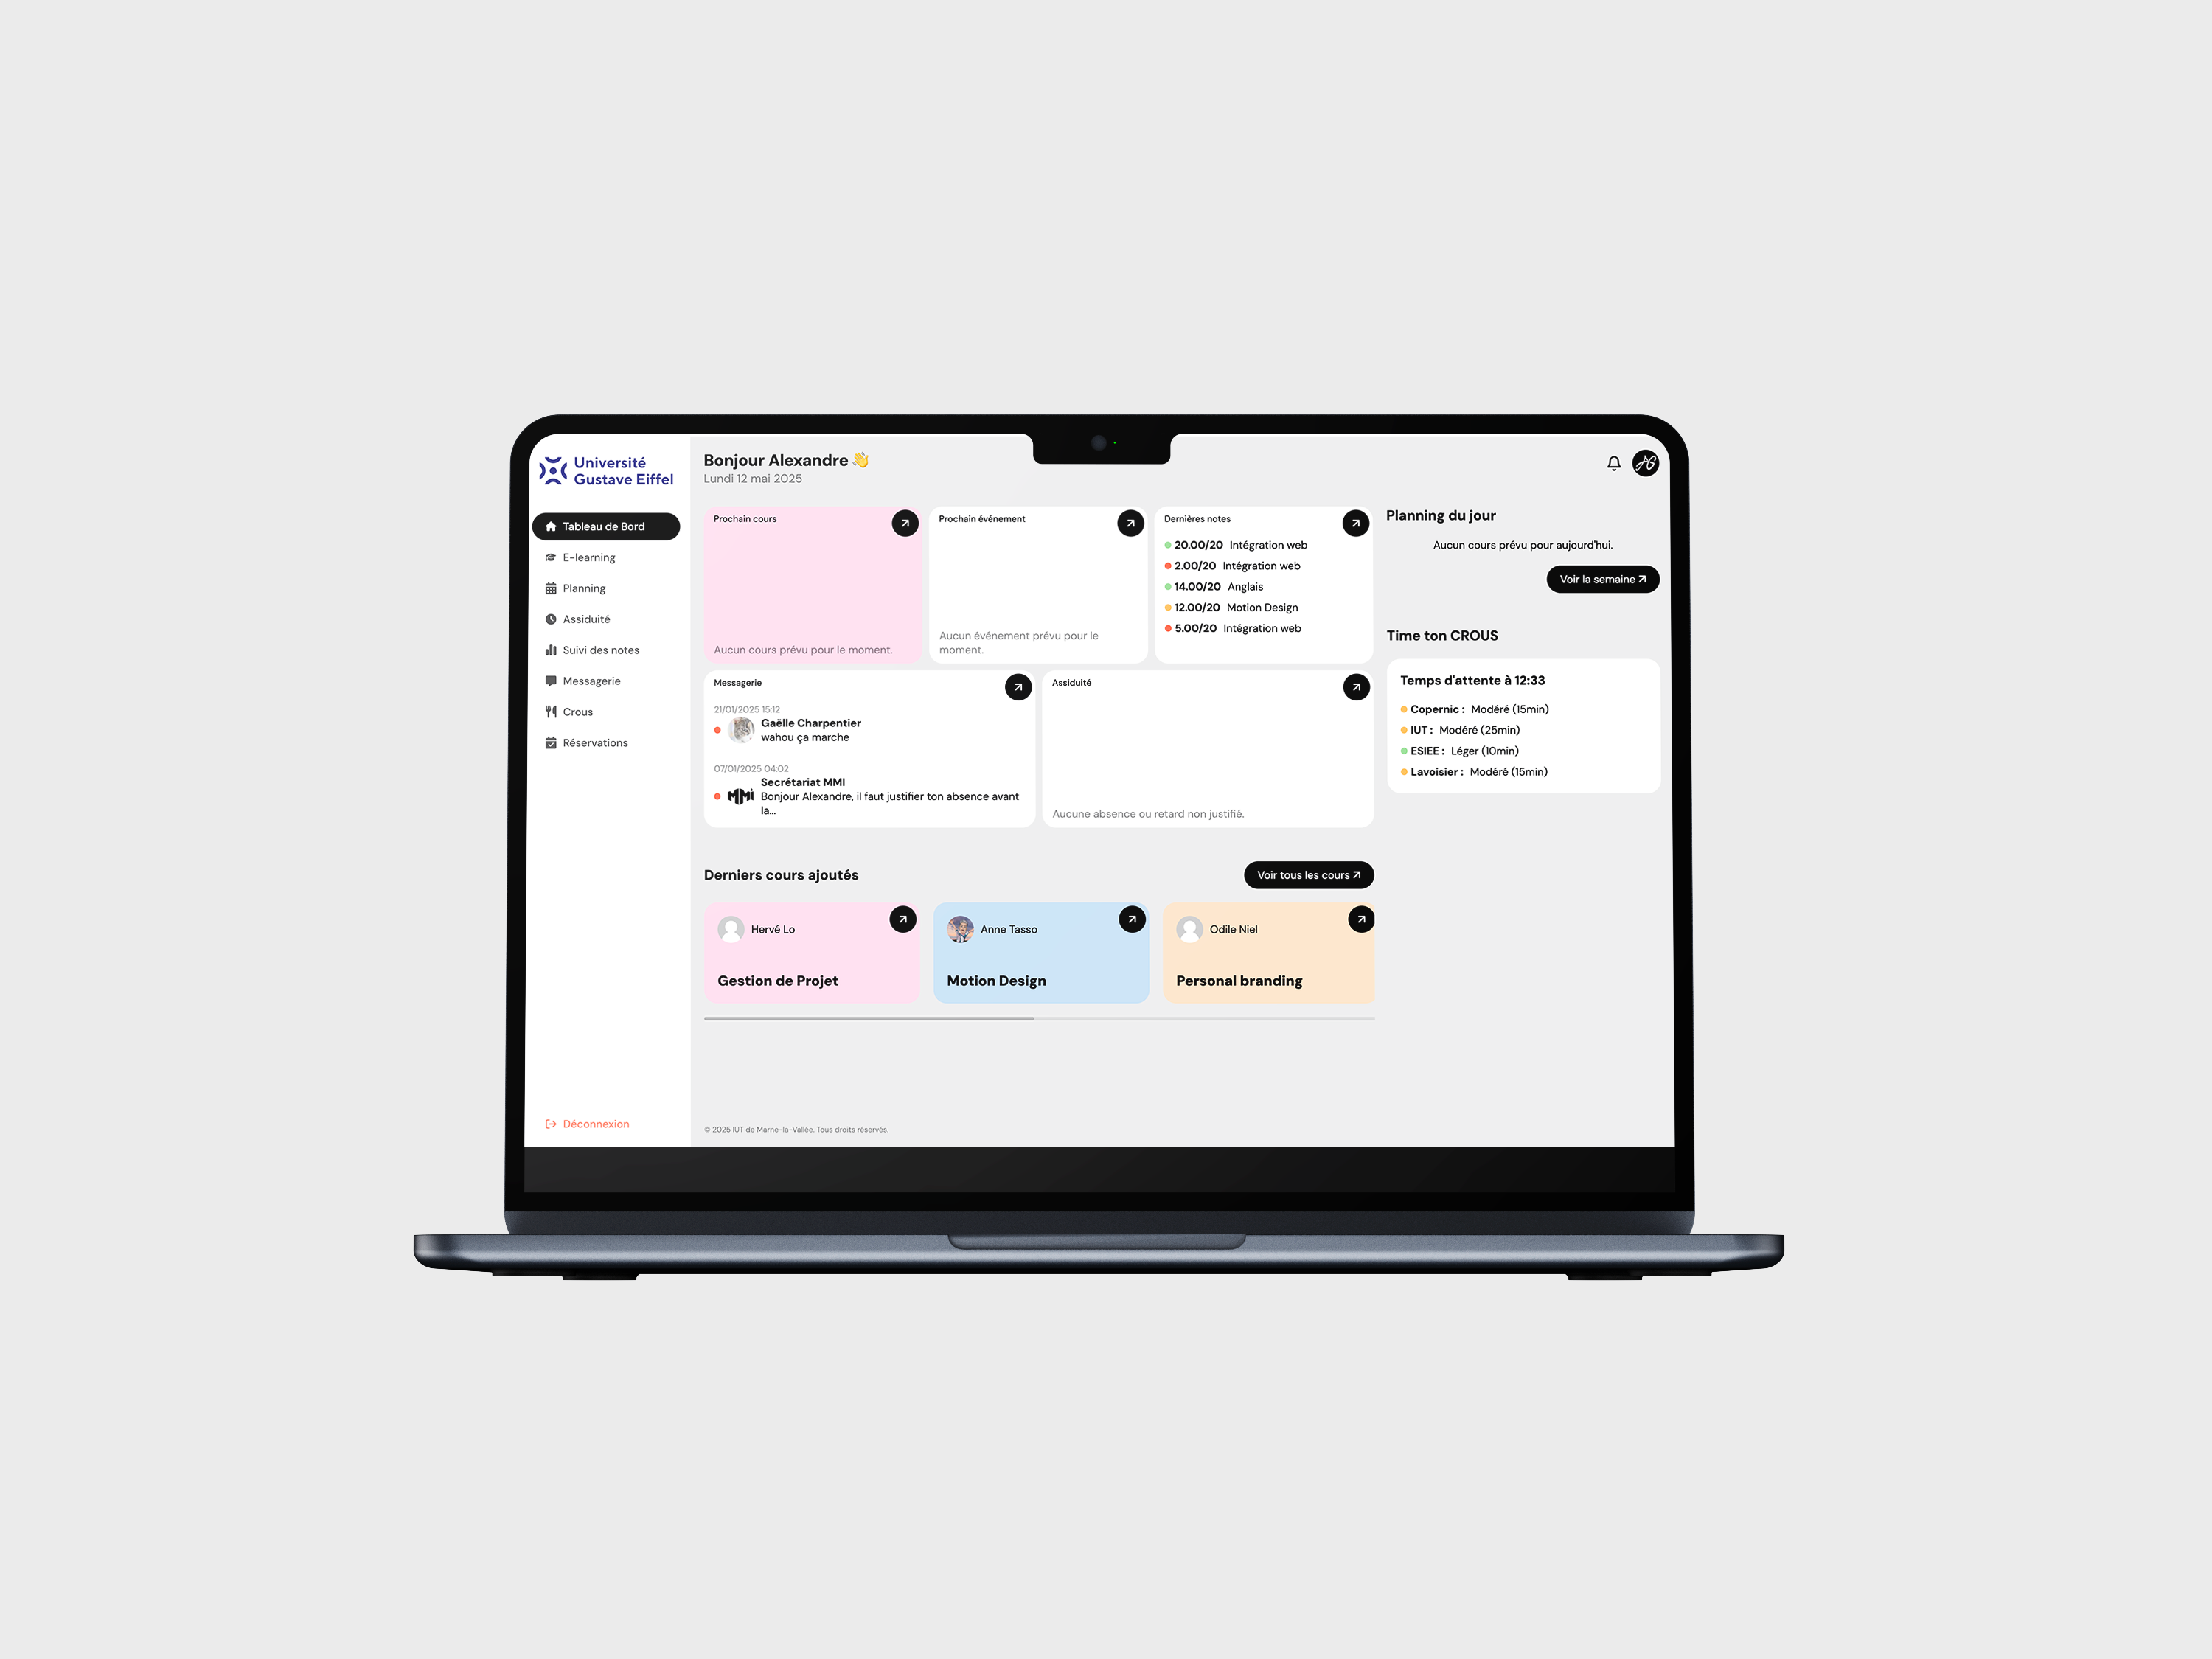 Université
Gustave Eiffel
Tableau de Bord
E-learning
Planning
Assiduité
Suivi des notes
Messagerie
Crous
Réservations
Déconnexion
Bonjour Alexandre 👋
Lundi 12 mai 2025
Prochain cours
Aucun cours prévu pour le moment.
Prochain événement
Aucun événement prévu pour le
moment.
Dernières notes
20.00/20 Intégration web
2.00/20 Intégration web
14.00/20 Anglais
12.00/20 Motion Design
5.00/20 Intégration web
Messagerie
21/01/2025 15:12
Gaëlle Charpentier
wahou ça marche
07/01/2025 04:02
MMI
Secrétariat MMI
Bonjour Alexandre, il faut justifier ton absence avant
la...
Assiduité
Aucune absence ou retard non justifié.
Derniers cours ajoutés
Voir tous les cours
Hervé Lo
Gestion de Projet
Anne Tasso
Motion Design
Odile Niel
Personal branding
© 2025 IUT de Marne-la-Vallée. Tous droits réservés.
AG
Planning du jour
Aucun cours prévu pour aujourd'hui.
Voir la semaine
Time ton CROUS
Temps d'attente à 12:33
Copernic : Modéré (15min)
IUT : Modéré (25min)
ESIEE : Léger (10min)
Lavoisier : Modéré (15min)